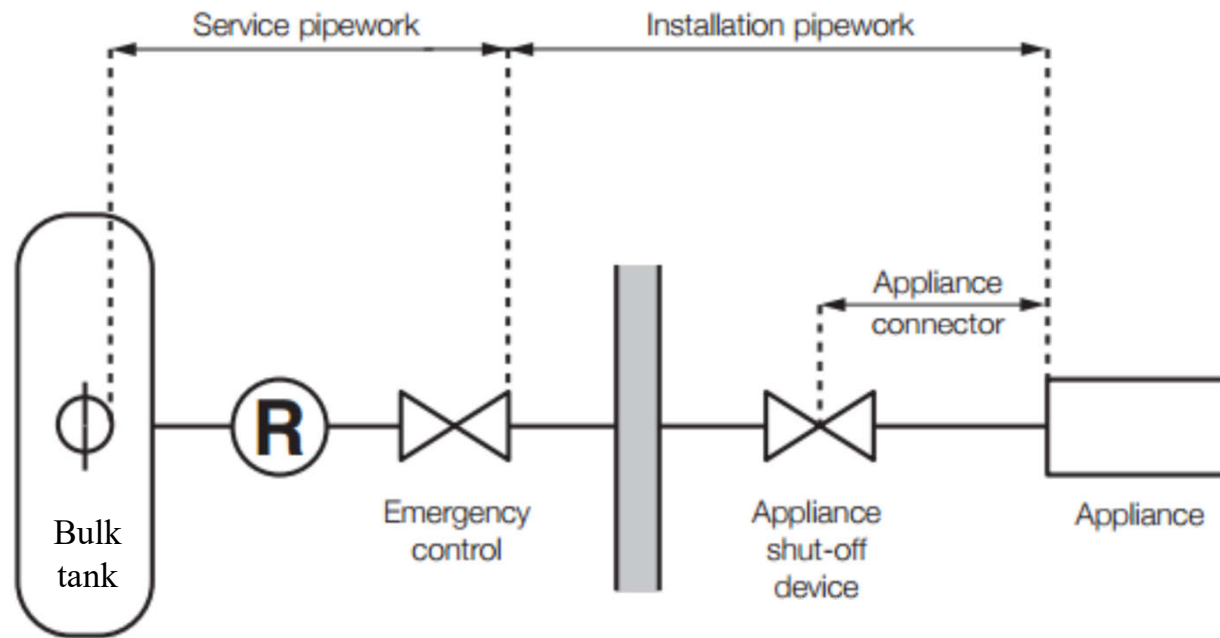 Service pipework
Installation pipework
Appliance
connector
R
Bulk
tank
Emergency
control
Appliance
shut-off
device
Appliance